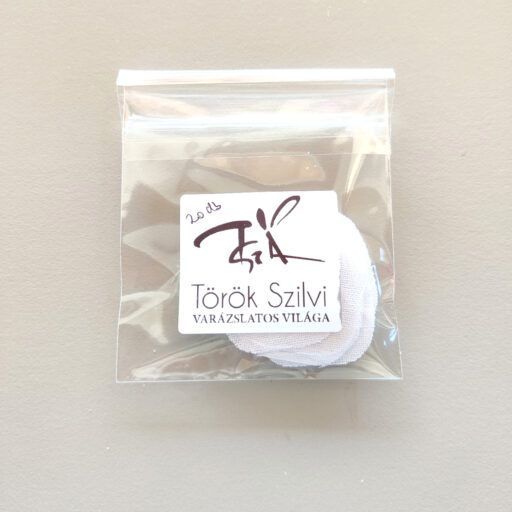 20 db
Török Szilvi
VARÁZSLATOS VILÁGA